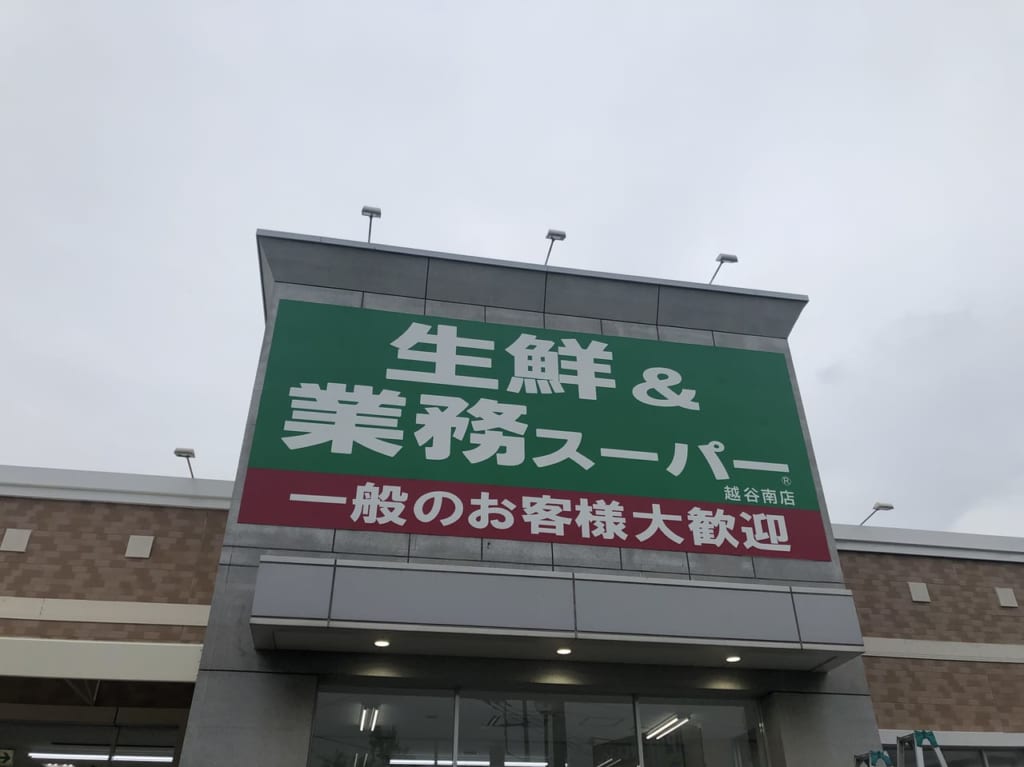 生鮮&
業務スーパー®
越谷南店
一般のお客様大歓迎